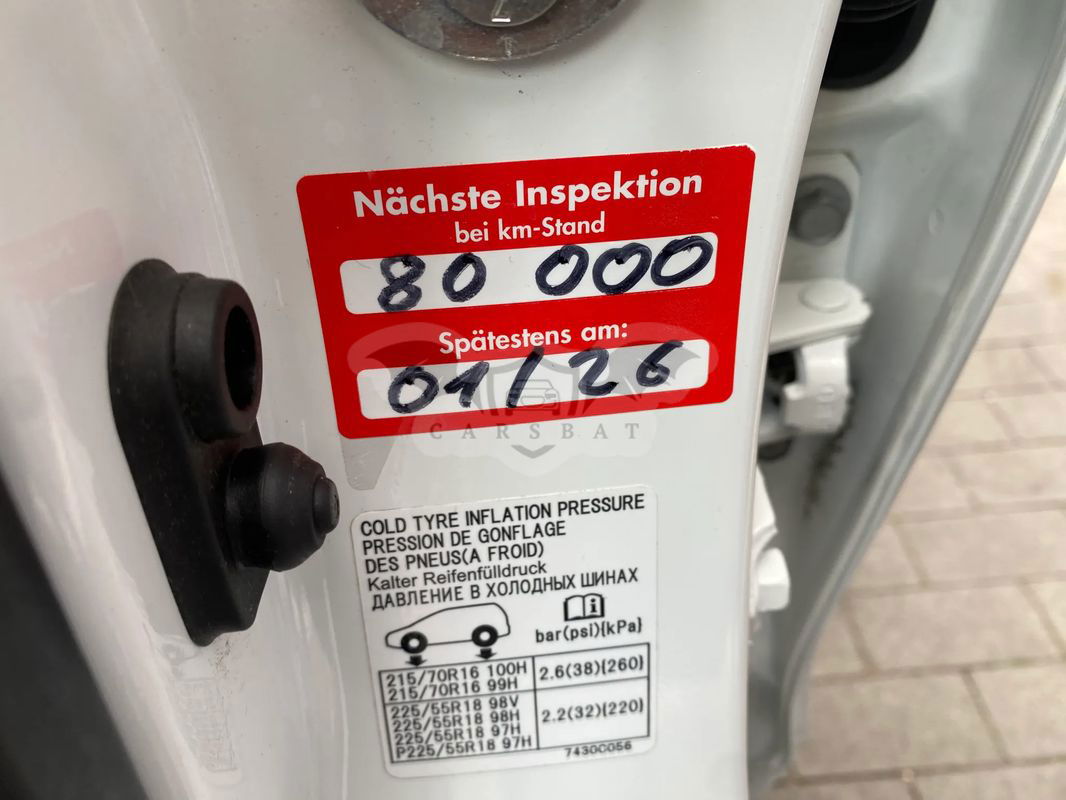 Nächste Inspektion
bei km-Stand
80 000
Spätestens am:
01/26
CARSBAT
COLD TYRE INFLATION PRESSURE
PRESSION DE GONFLAGE
DES PNEUS(A FROID)
Kalter Reifenfülldruck
ДАВЛЕНИЕ В ХОЛОДНЫХ ШИНАХ
bar(psi){kPa}
215/70R16 100H 2.6(38){260}
215/70R16 99H
225/55R18 98V
225/55R18 98H 2.2(32){220}
225/55R18 97H
P225/55R18 97H
7430C056